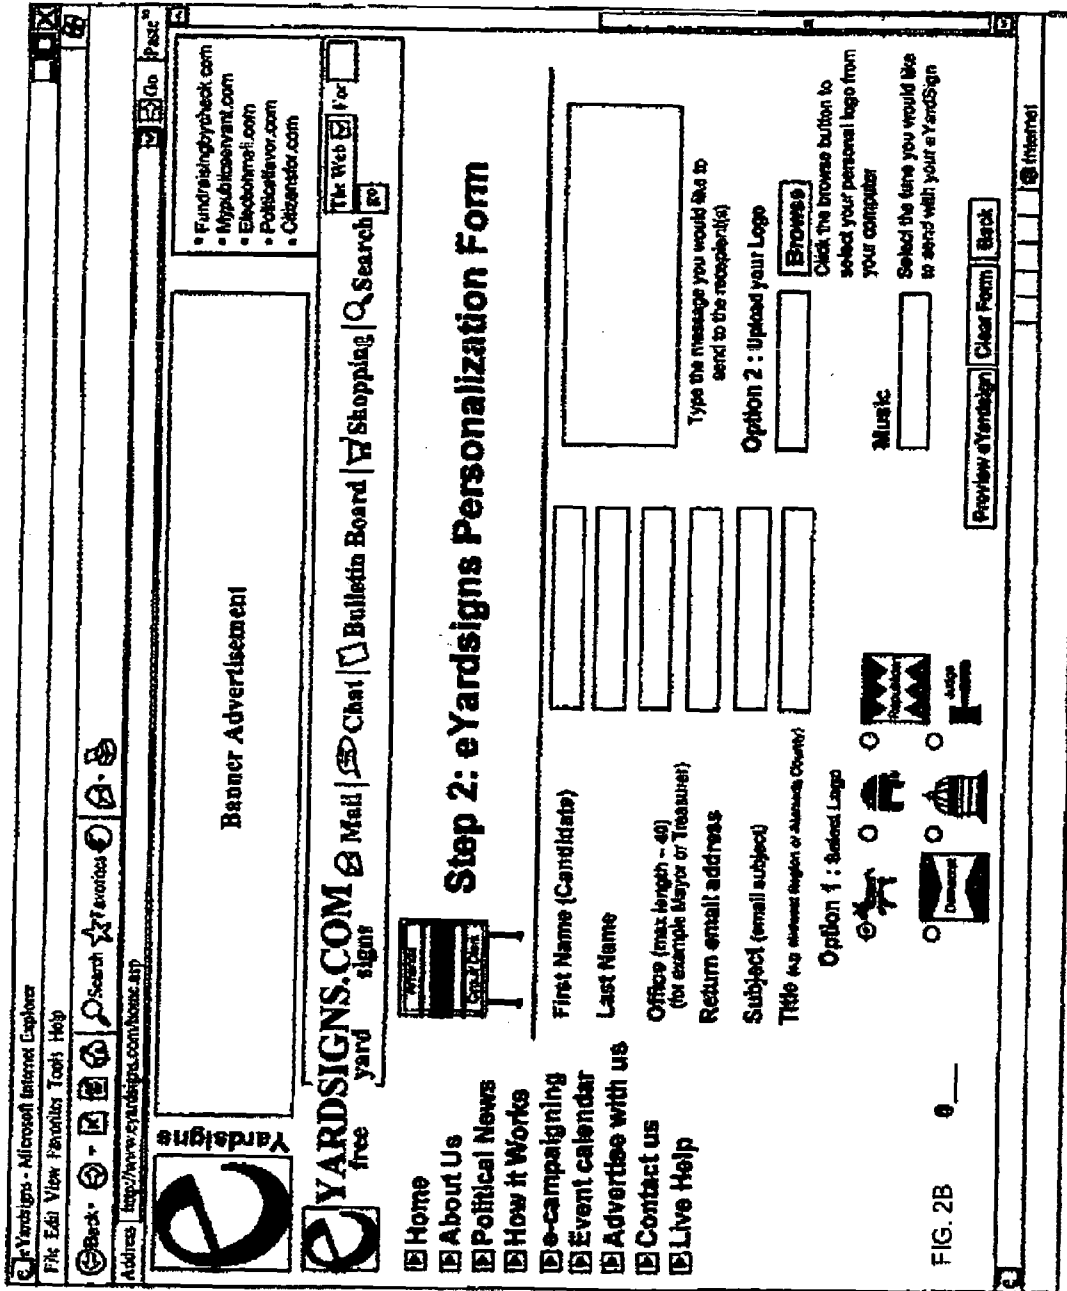 eYardsigns - Microsoft Internet Explorer
File Edit View Favorites Tools Help
Back Search Favorites
Address http://www.eyardsigns.com/home.asp Go Paste"
Yardsigns
Banner Advertisement
• Fundraisingbycheck.com
• Mypublicservant.com
• Electionmall.com
• Politicalfavor.com
• Citizensfor.com
eYARDSIGNS.COM
free yard signs
Mail | Chat | Bulletin Board | Shopping | Search The Web For
go
Home
About Us
Political News
How it Works
e-campaigning
Event calendar
Advertise with us
Contact us
Live Help
Step 2: eYardsigns Personalization Form
First Name (Candidate)
Last Name
Office (max length - 40)
(for example Mayor or Treasurer)
Return email address
Subject (email subject)
Title
Option 1 : Select Logo
Republican
Democrat
Judge
Type the message you would like to
send to the recepient(s)
Option 2 : Upload your Logo
Browse
Click the browse button to
select your personal logo from
your computer
Music
Select the tune you would like
to send with your eYardSign
Preview eYardsign Clear Form Back
Internet
FIG. 2B